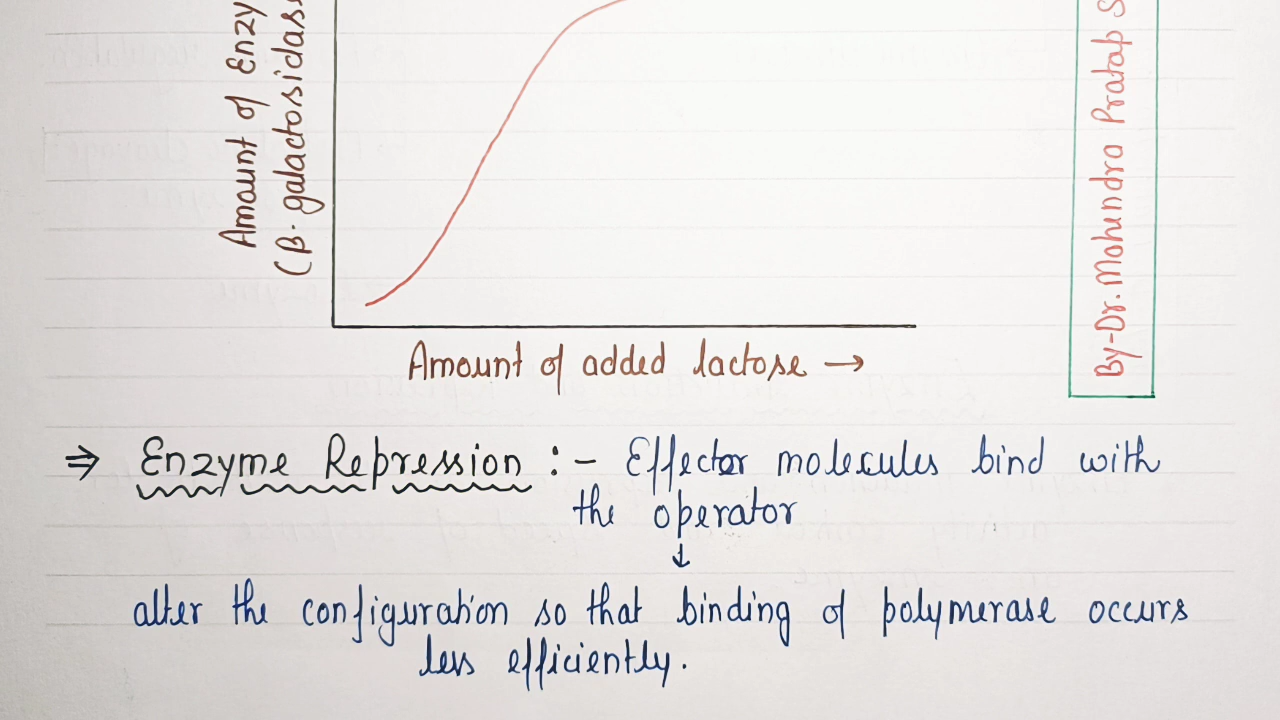 Amount of Enzy
(β-galactosidas
By-Dr. Mahendra Pratap S
Amount of added lactose →
⇒ Enzyme Repression :- Effector molecules bind with
the operator
↓
alter the configuration so that binding of polymerase occurs
less efficiently.